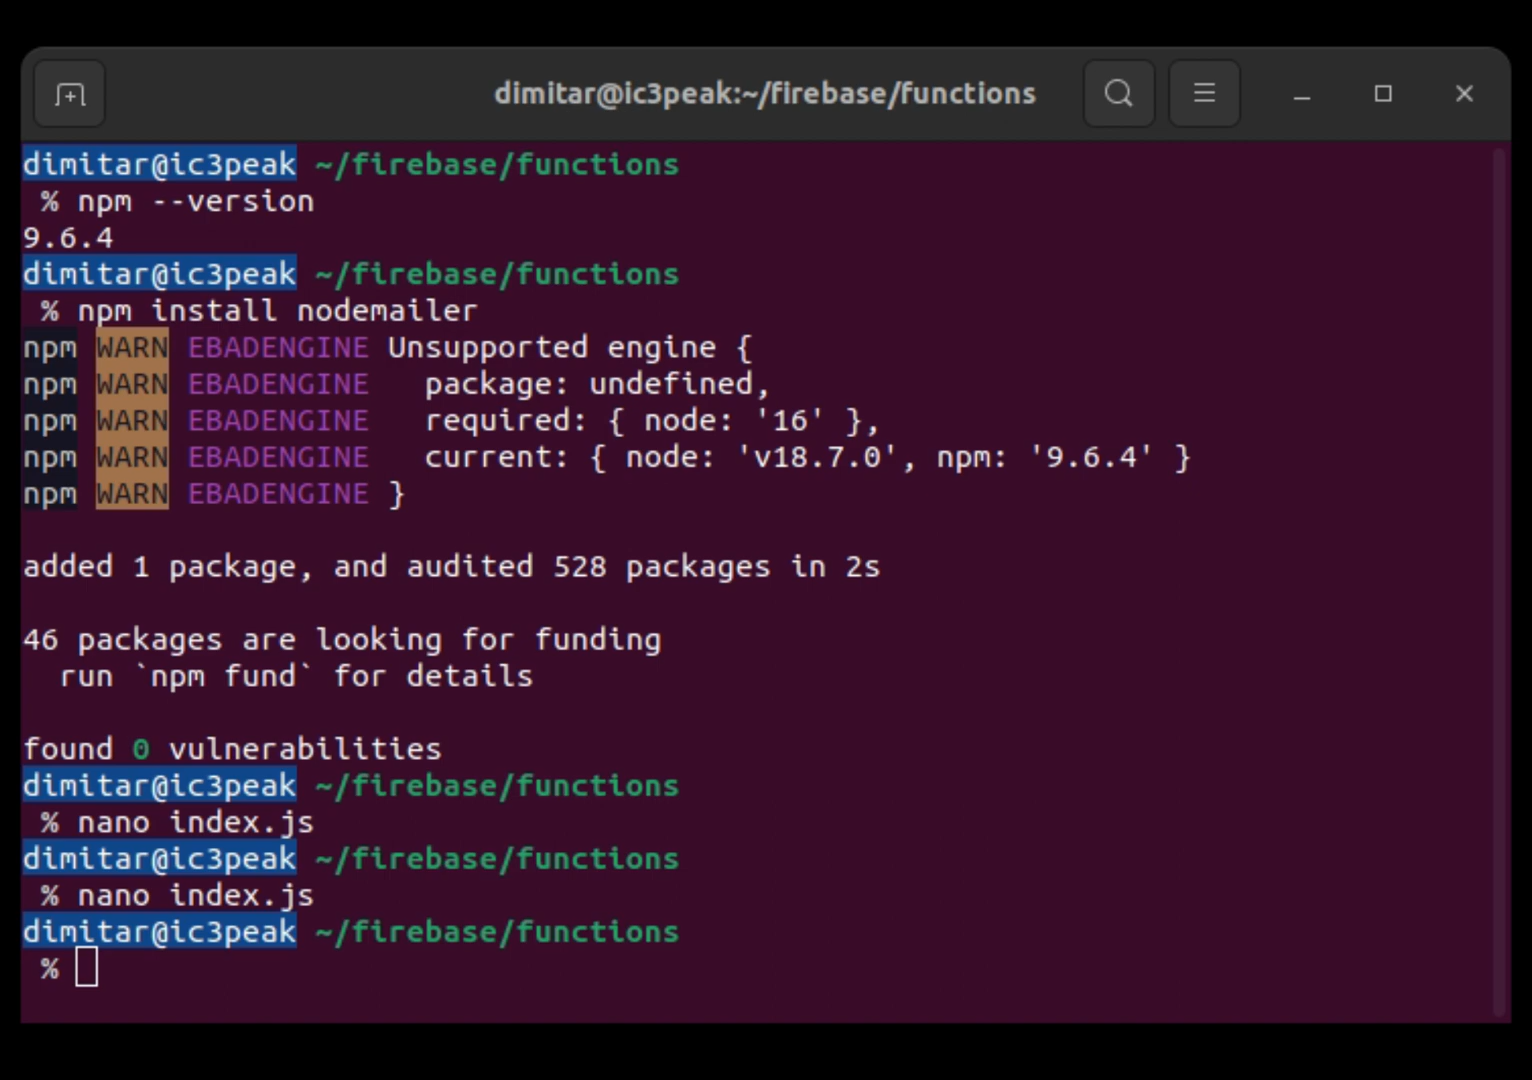 dimitar@ic3peak:~/firebase/functions
dimitar@ic3peak ~/firebase/functions
% npm --version
9.6.4
dimitar@ic3peak ~/firebase/functions
% npm install nodemailer
npm WARN EBADENGINE Unsupported engine {
npm WARN EBADENGINE   package: undefined,
npm WARN EBADENGINE   required: { node: '16' },
npm WARN EBADENGINE   current: { node: 'v18.7.0', npm: '9.6.4' }
npm WARN EBADENGINE }
added 1 package, and audited 528 packages in 2s
46 packages are looking for funding
  run `npm fund` for details
found 0 vulnerabilities
dimitar@ic3peak ~/firebase/functions
% nano index.js
dimitar@ic3peak ~/firebase/functions
% nano index.js
dimitar@ic3peak ~/firebase/functions
%